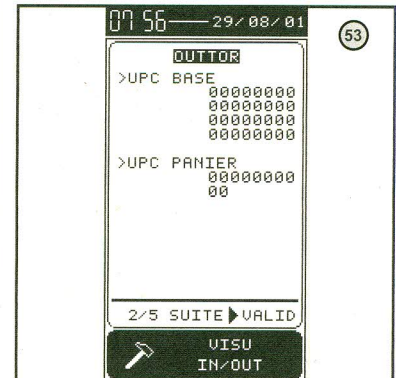 07 56 29/08/01
53
OUTTOR
>UPC BASE
00000000
00000000
00000000
00000000
>UPC PANIER
00000000
00
2/5 SUITE▶VALID
VISU
IN/OUT